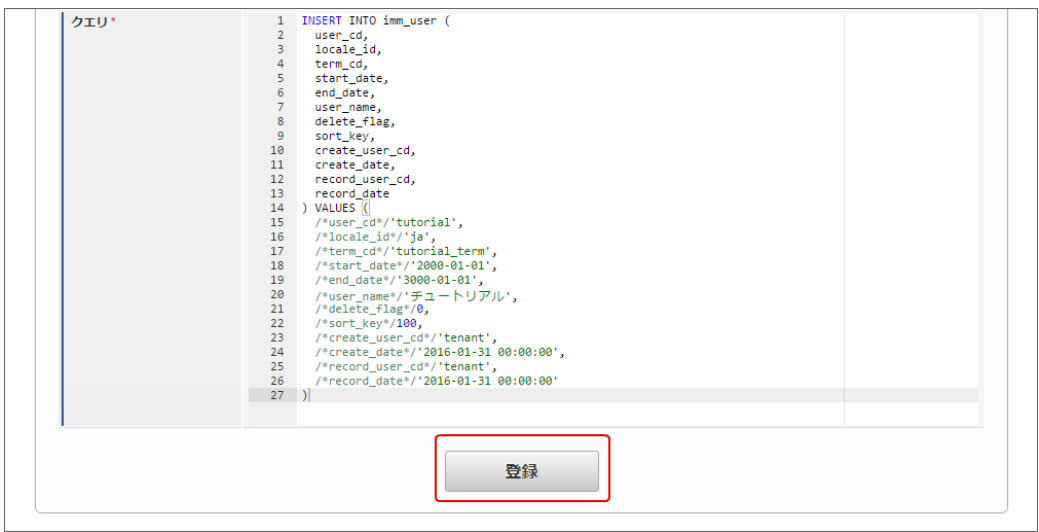 クエリ*
1 INSERT INTO imm_user (
2 user_cd,
3 locale_id,
4 term_cd,
5 start_date,
6 end_date,
7 user_name,
8 delete_flag,
9 sort_key,
10 create_user_cd,
11 create_date,
12 record_user_cd,
13 record_date
14 ) VALUES (
15 /*user_cd*/'tutorial',
16 /*locale_id*/'ja',
17 /*term_cd*/'tutorial_term',
18 /*start_date*/'2000-01-01',
19 /*end_date*/'3000-01-01',
20 /*user_name*/'チュートリアル',
21 /*delete_flag*/0,
22 /*sort_key*/100,
23 /*create_user_cd*/'tenant',
24 /*create_date*/'2016-01-31 00:00:00',
25 /*record_user_cd*/'tenant',
26 /*record_date*/'2016-01-31 00:00:00'
27 )
登録